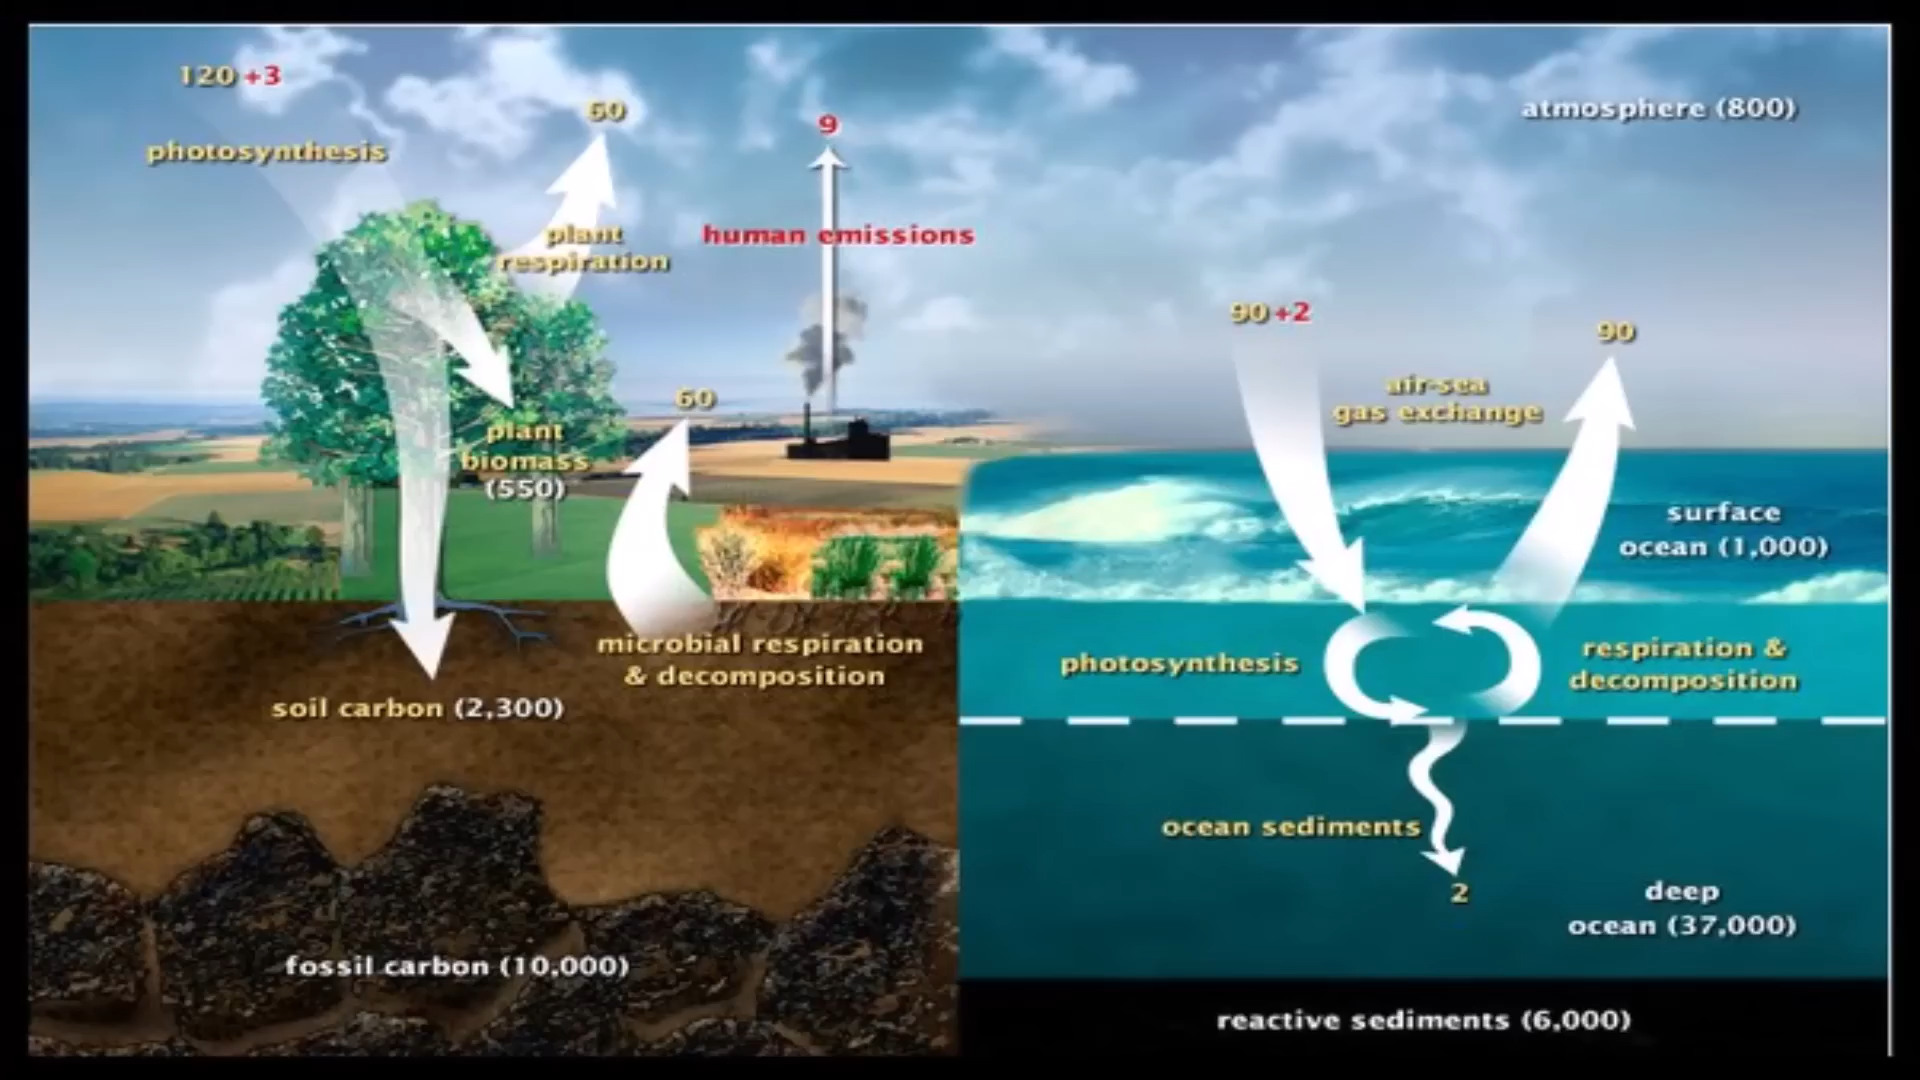 120 +3
photosynthesis
60
plant
respiration
9
human emissions
atmosphere (800)
90 +2
90
air-sea
gas exchange
60
plant
biomass
(550)
surface
ocean (1,000)
microbial respiration
& decomposition
soil carbon (2,300)
photosynthesis
respiration &
decomposition
ocean sediments
2
deep
ocean (37,000)
fossil carbon (10,000)
reactive sediments (6,000)